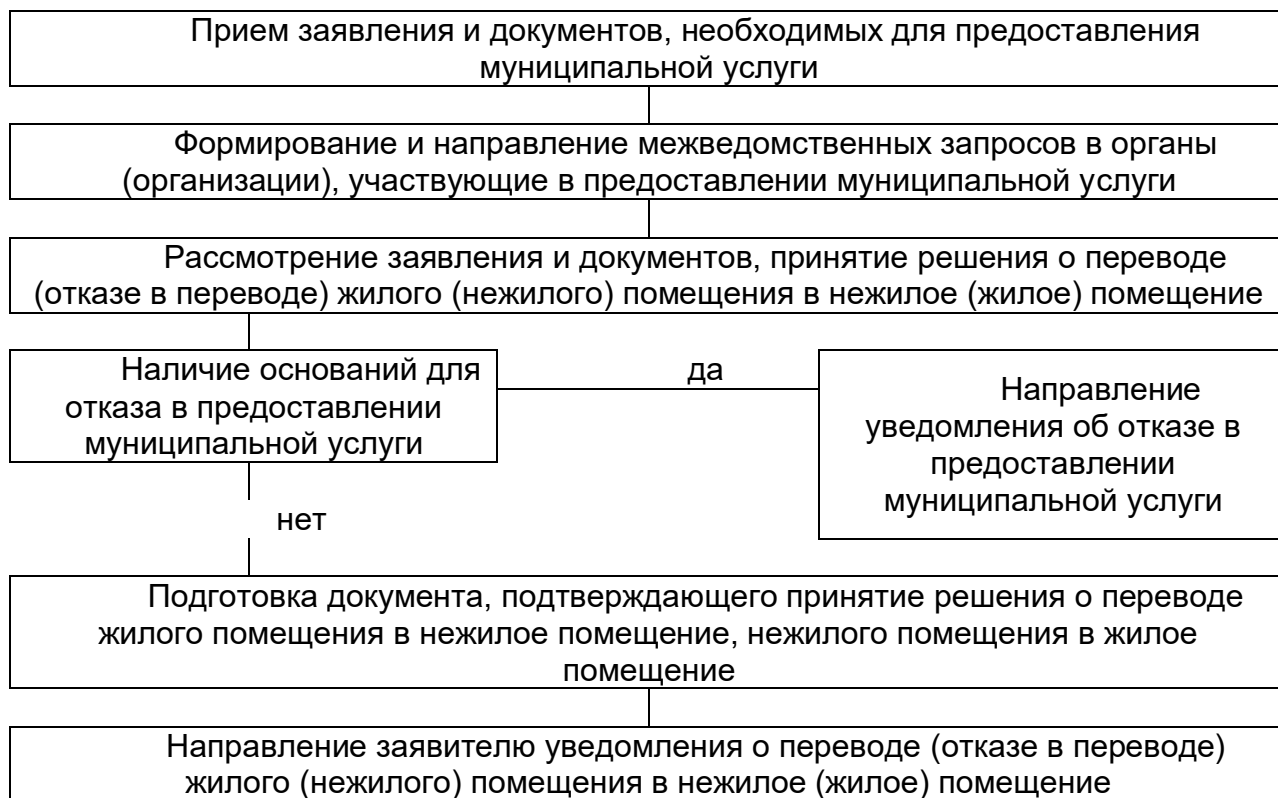 Прием заявления и документов, необходимых для предоставления
муниципальной услуги
Формирование и направление межведомственных запросов в органы
(организации), участвующие в предоставлении муниципальной услуги
Рассмотрение заявления и документов, принятие решения о переводе
(отказе в переводе) жилого (нежилого) помещения в нежилое (жилое) помещение
Наличие оснований для
отказа в предоставлении
муниципальной услуги
да
Направление
уведомления об отказе в
предоставлении
муниципальной услуги
нет
Подготовка документа, подтверждающего принятие решения о переводе
жилого помещения в нежилое помещение, нежилого помещения в жилое
помещение
Направление заявителю уведомления о переводе (отказе в переводе)
жилого (нежилого) помещения в нежилое (жилое) помещение